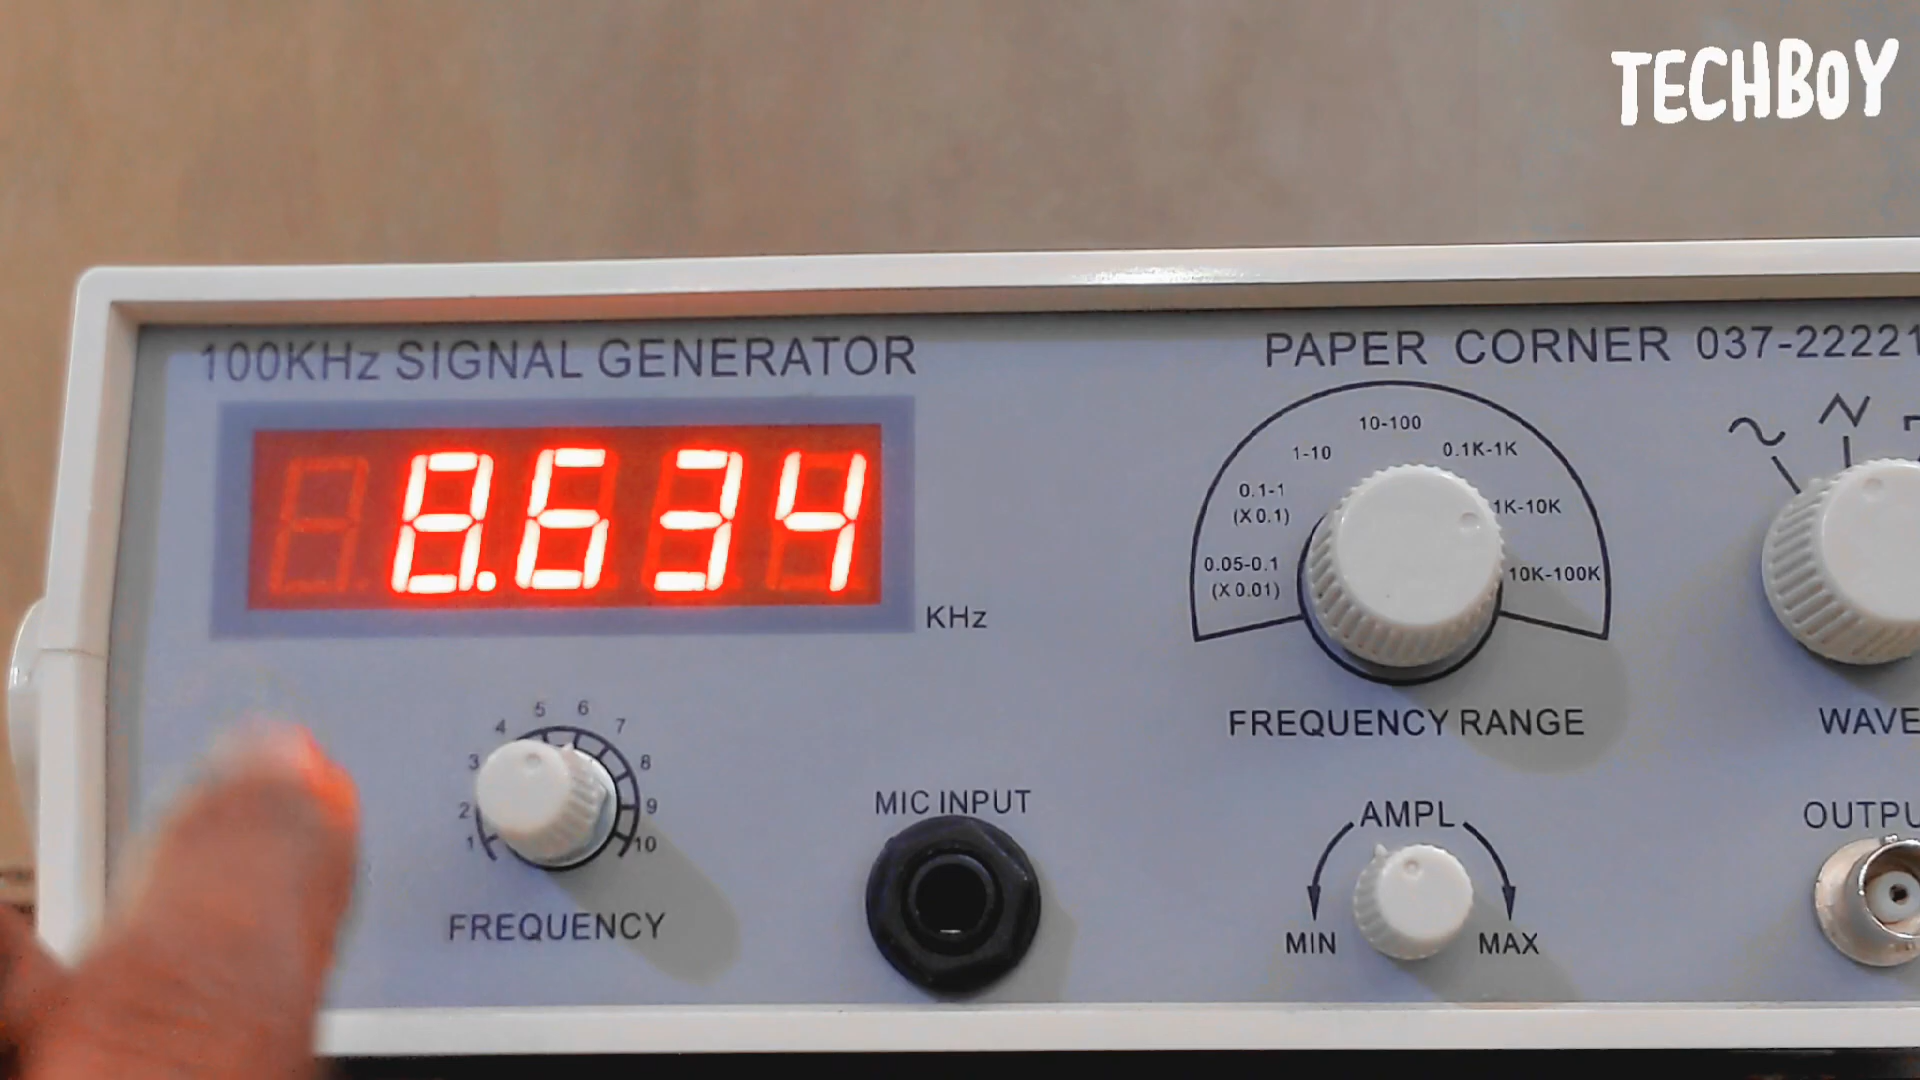 TECHBOY
100KHz SIGNAL GENERATOR
PAPER CORNER 037-22221
8.634
KHz
10-100
1-10
0.1K-1K
0.1-1
(X0.1)
1K-10K
0.05-0.1
(X0.01)
10K-100K
FREQUENCY RANGE
WAVE
1 2 3 4 5 6 7 8 9 10
FREQUENCY
MIC INPUT
AMPL
MIN
MAX
OUTPU